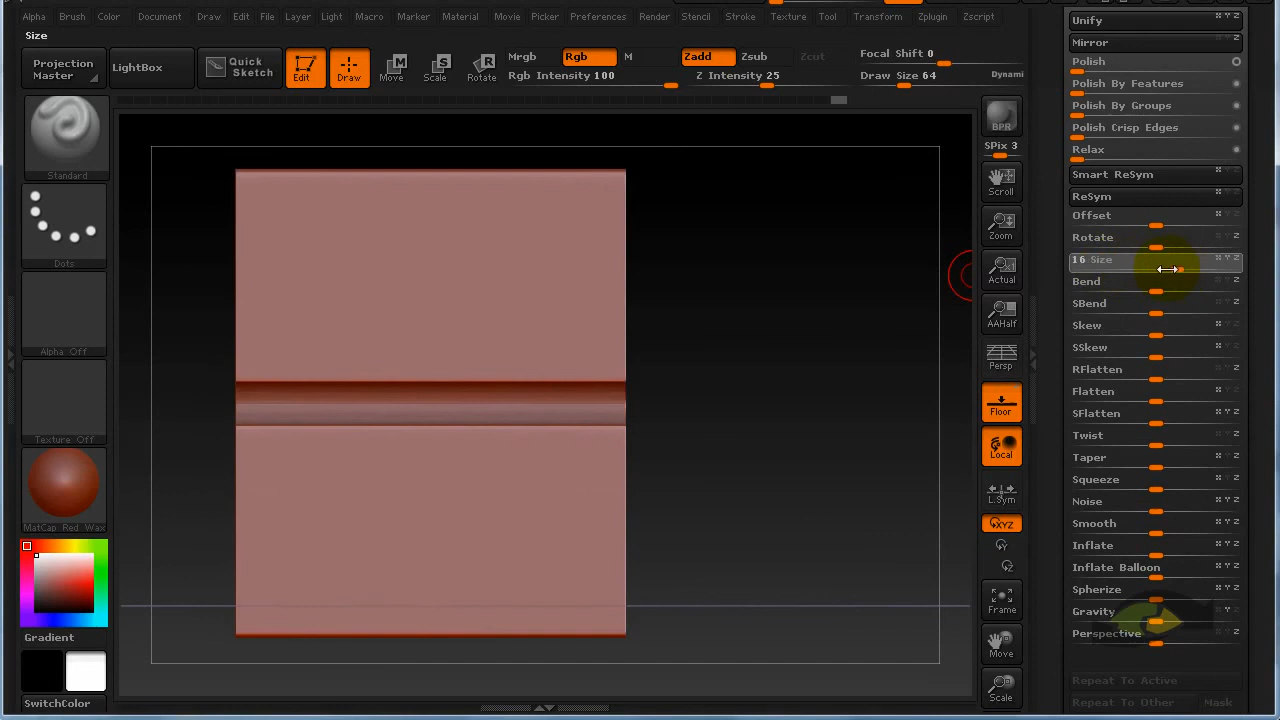 Alpha Brush Color Document Draw Edit File Layer Light Macro Marker Material Movie Picker Preferences Render Stencil Stroke Texture Tool Transform Zplugin Zscript
Size
Projection Master
LightBox
Quick Sketch
Edit
Draw
Move
Scale
Rotate
Mrgb Rgb M
Rgb Intensity 100
Zadd Zsub Zcut
Z Intensity 25
Focal Shift 0
Draw Size 64
Dynami
Standard
Dots
Alpha Off
Texture Off
MatCap Red Wax
Gradient
SwitchColor
BPR
SPix 3
Scroll
Zoom
Actual
AAHalf
Persp
Floor
Local
L.Sym
XYZ
Y
Z
Frame
Move
Scale
Unify
Mirror
Polish
Polish By Features
Polish By Groups
Polish Crisp Edges
Relax
Smart ReSym
ReSym
Offset
Rotate
16 Size
Bend
SBend
Skew
SSkew
RFlatten
Flatten
SFlatten
Twist
Taper
Squeeze
Noise
Smooth
Inflate
Inflate Balloon
Spherize
Gravity
Perspective
Repeat To Active
Repeat To Other Mask